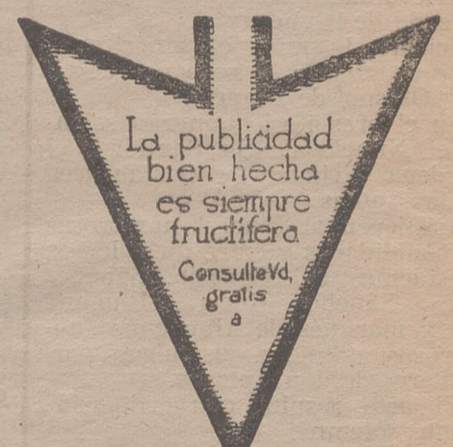 La publicidad
bien hecha
es siempre
fructífera
Consulte Vd,
gratis
a